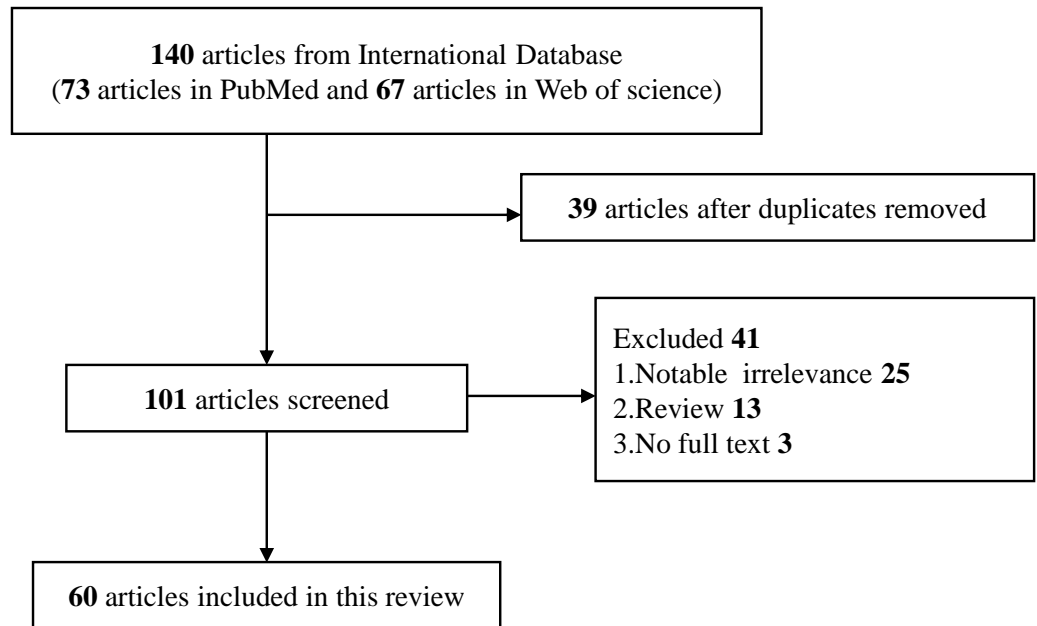 140 articles from International Database
(73 articles in PubMed and 67 articles in Web of science)
39 articles after duplicates removed
Excluded 41
1.Notable irrelevance 25
2.Review 13
3.No full text 3
101 articles screened
60 articles included in this review